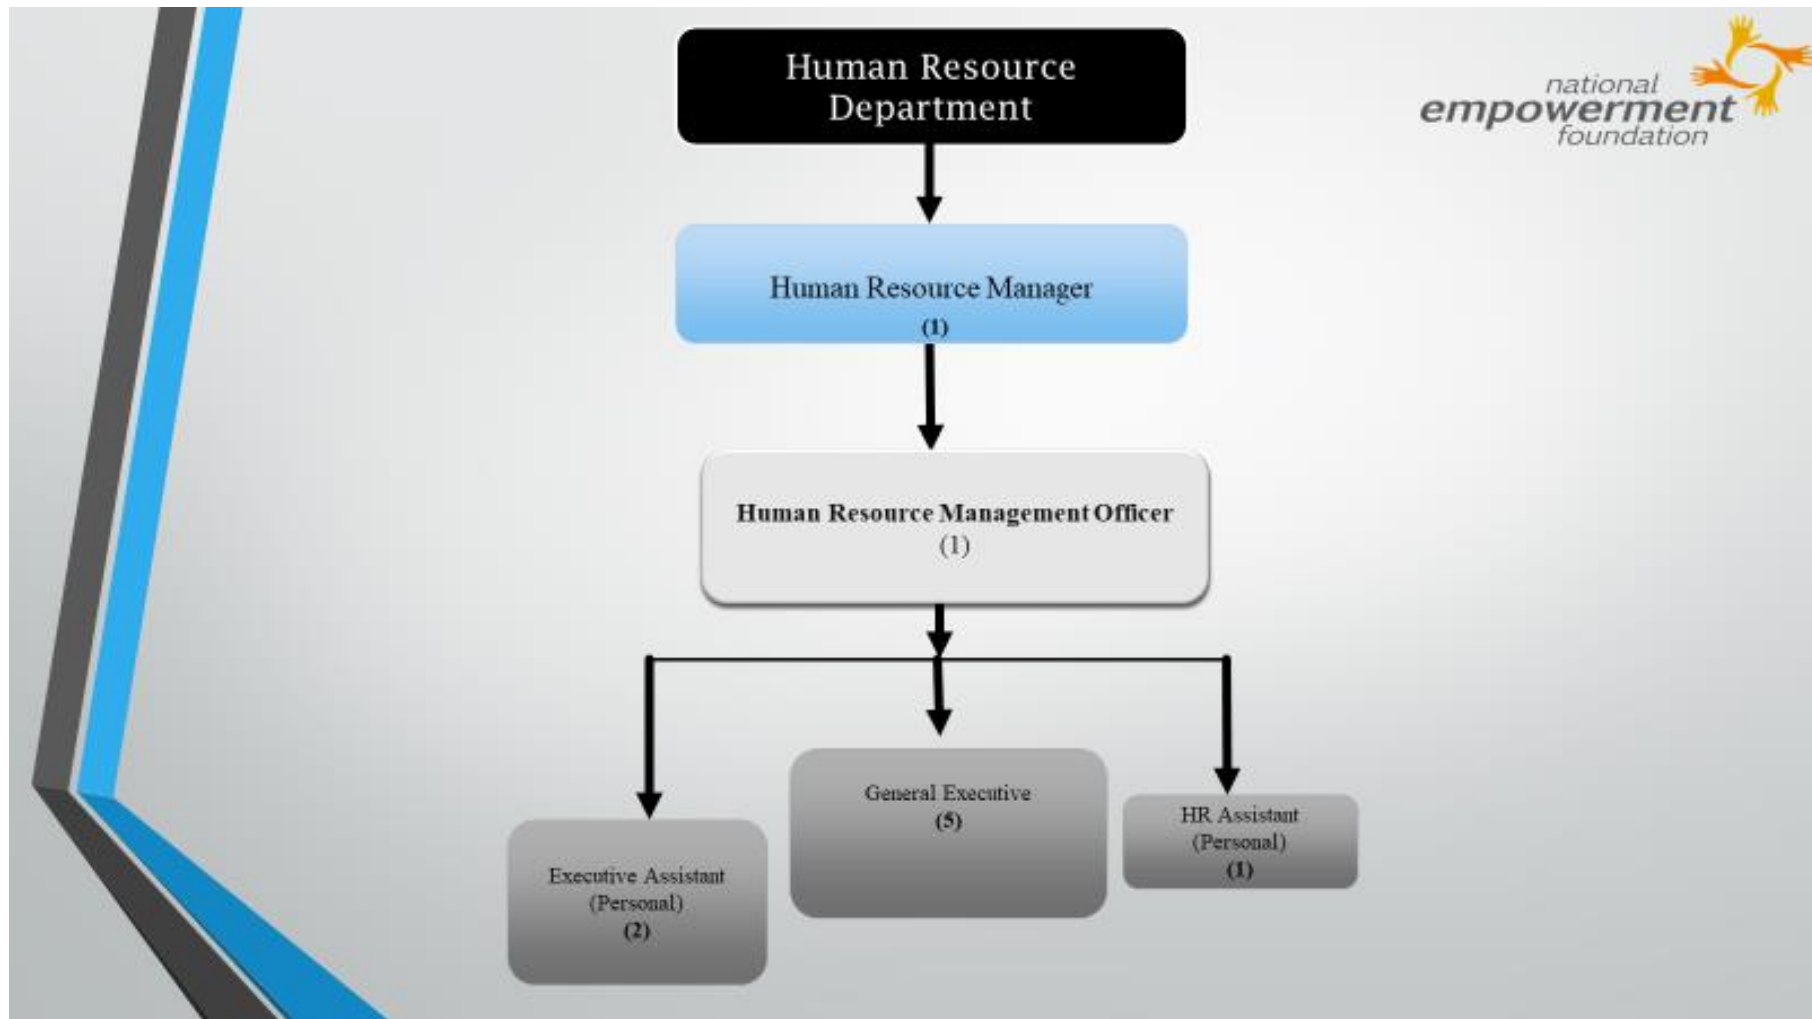 Human Resource
Department
national
empowerment
foundation
Human Resource Manager
(1)
Human Resource Management Officer
(1)
General Executive
(5)
HR Assistant
(Personal)
(1)
Executive Assistant
(Personal)
(2)